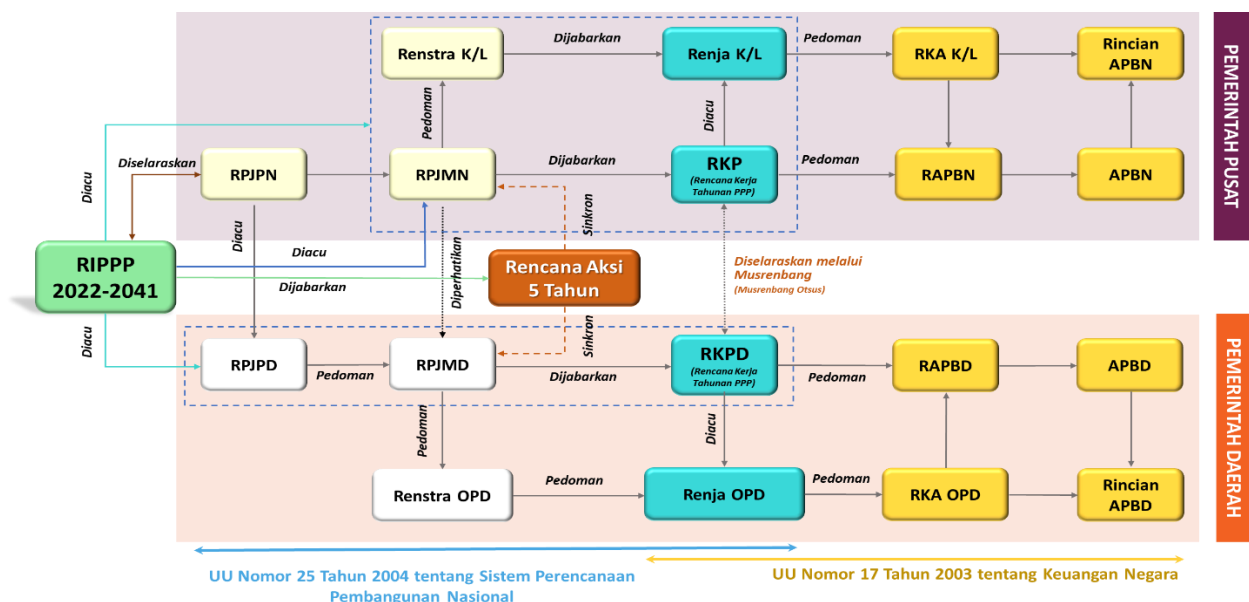 Renstra K/L
Dijabarkan
Renja K/L
Pedoman
RKA K/L
Rincian
APBN
PEMERINTAH PUSAT
Pedoman
Diacu
Diselaraskan
Diacu
RPJPN
RPJMN
Dijabarkan
RKP
(Rencana Kerja
Tahunan PPP)
Pedoman
RAPBN
APBN
Diacu
Diacu
Diperhatikan
Sinkron
RIPPP
2022-2041
Dijabarkan
Rencana Aksi
5 Tahun
Diselaraskan melalui
Musrenbang
(Musrenbang Otsus)
Diacu
Sinkron
RPJPD
Pedoman
RPJMD
Dijabarkan
RKPD
(Rencana Kerja
Tahunan PPP)
Pedoman
RAPBD
APBD
PEMERINTAH DAERAH
Pedoman
Diacu
Renstra OPD
Pedoman
Renja OPD
Pedoman
RKA OPD
Rincian
APBD
UU Nomor 25 Tahun 2004 tentang Sistem Perencanaan
Pembangunan Nasional
UU Nomor 17 Tahun 2003 tentang Keuangan Negara